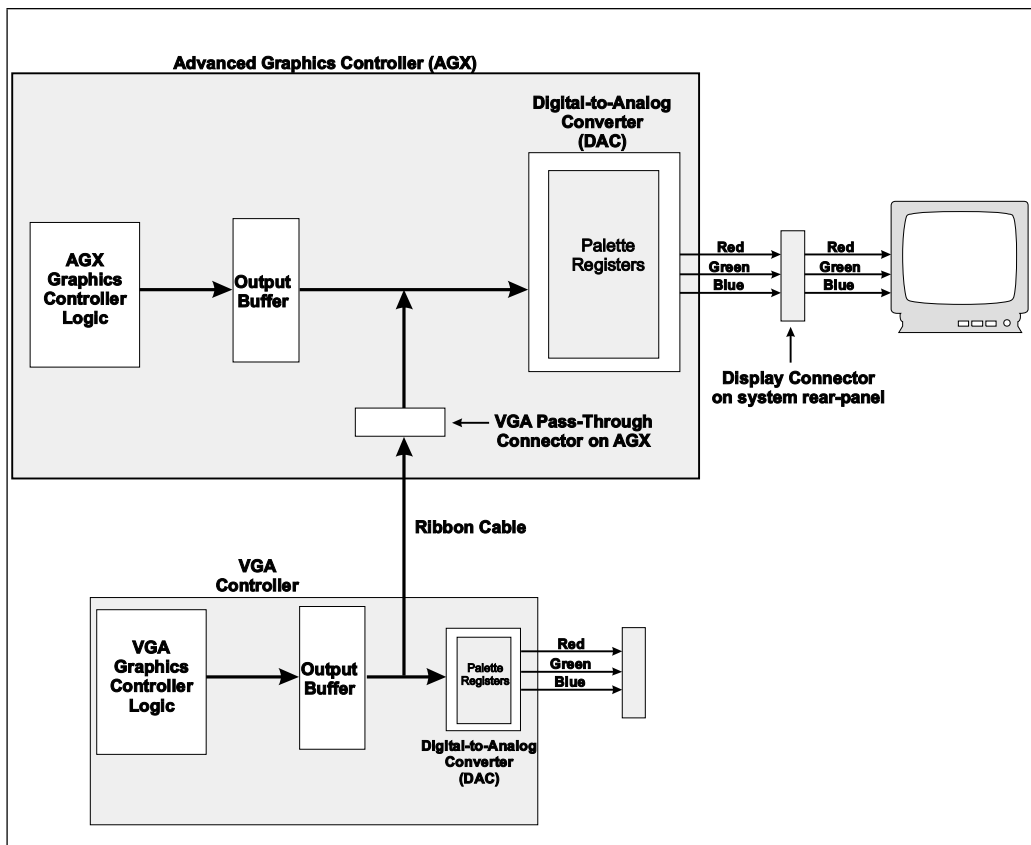 Advanced Graphics Controller (AGX)
Digital-to-Analog
Converter
(DAC)
AGX
Graphics
Controller
Logic
Output
Buffer
Palette
Registers
Red
Green
Blue
Red
Green
Blue
Display Connector
on system rear-panel
VGA Pass-Through
Connector on AGX
Ribbon Cable
VGA
Controller
VGA
Graphics
Controller
Logic
Output
Buffer
Palette
Registers
Red
Green
Blue
Digital-to-Analog
Converter
(DAC)